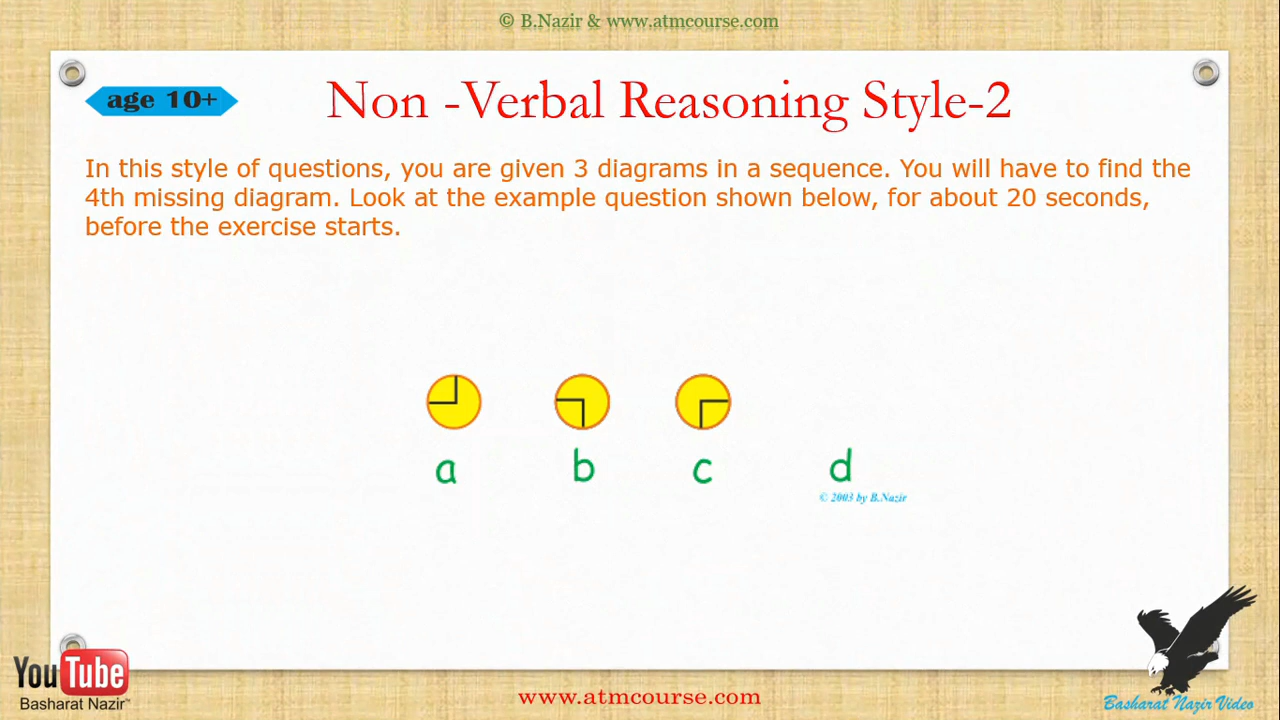 © B.Nazir & www.atmcourse.com
age 10+
Non -Verbal Reasoning Style-2
In this style of questions, you are given 3 diagrams in a sequence. You will have to find the
4th missing diagram. Look at the example question shown below, for about 20 seconds,
before the exercise starts.
a b c d
© 2003 by B.Nazir
YouTube
Basharat Nazir™
www.atmcourse.com
Basharat Nazir Video